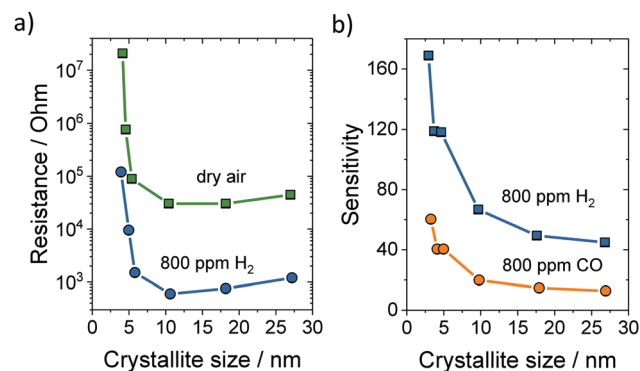 a)
Resistance / Ohm
10⁷
10⁶
10⁵
10⁴
10³
dry air
800 ppm H₂
0 5 10 15 20 25 30
Crystallite size / nm
b)
Sensitivity
160
120
80
40
0
800 ppm H₂
800 ppm CO
0 5 10 15 20 25 30
Crystallite size / nm